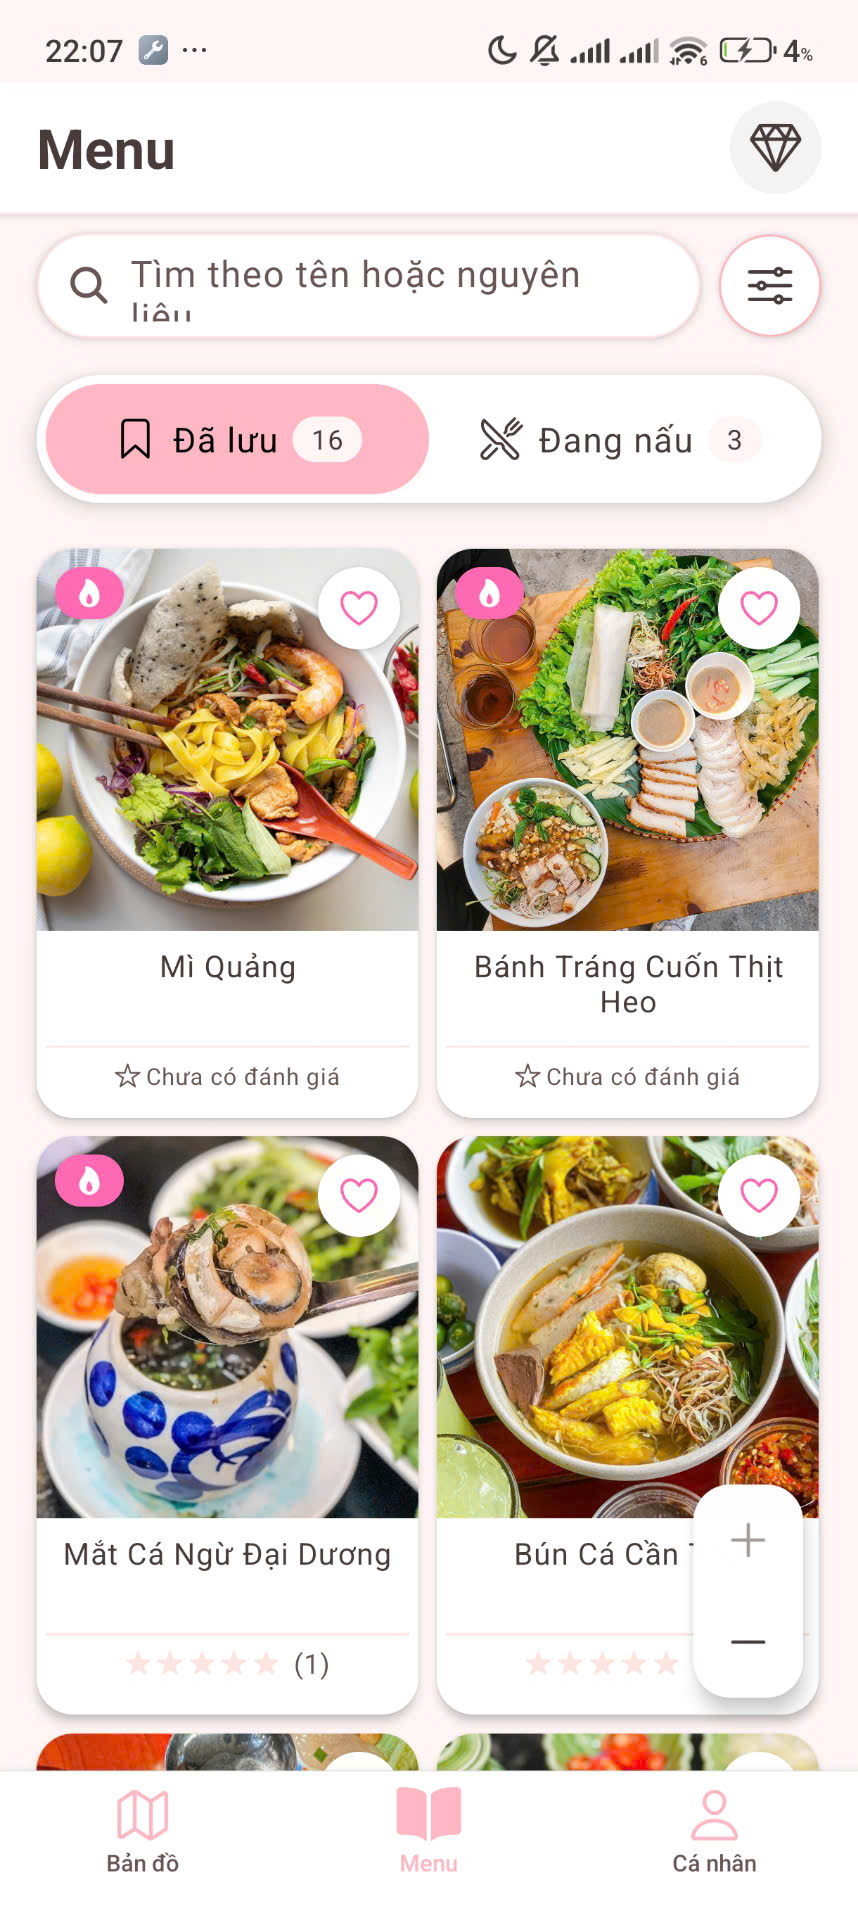 22:07
4%
Menu
Tìm theo tên hoặc nguyên
liệu
Đã lưu 16
Đang nấu 3
Mì Quảng
Chưa có đánh giá
Bánh Tráng Cuốn Thịt
Heo
Chưa có đánh giá
Mắt Cá Ngừ Đại Dương
(1)
Bún Cá Cần
Bản đồ
Menu
Cá nhân